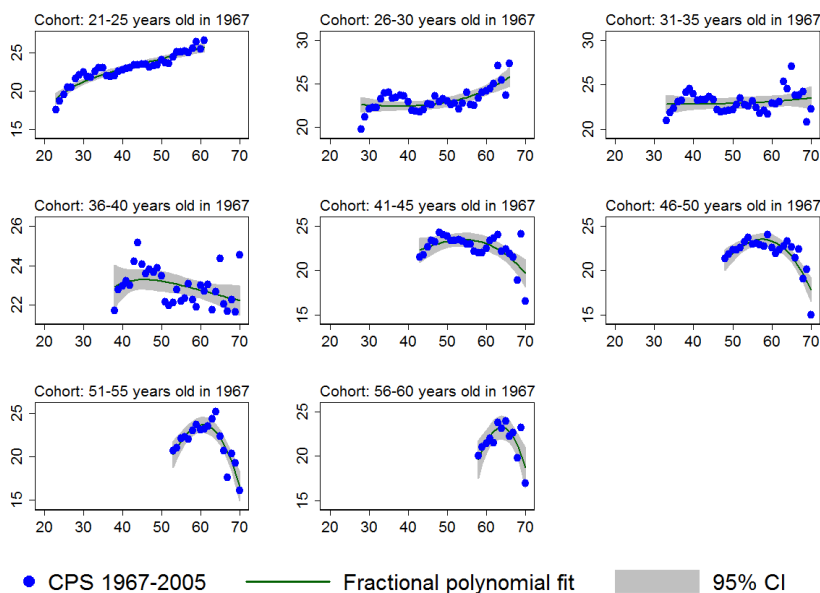 Cohort: 21-25 years old in 1967
Cohort: 26-30 years old in 1967
Cohort: 31-35 years old in 1967
25
20
15
20 30 40 50 60 70
30
25
20
20 30 40 50 60 70
30
25
20
20 30 40 50 60 70
Cohort: 36-40 years old in 1967
Cohort: 41-45 years old in 1967
Cohort: 46-50 years old in 1967
26
24
22
20 30 40 50 60 70
25
20
15
20 30 40 50 60 70
25
20
15
20 30 40 50 60 70
Cohort: 51-55 years old in 1967
Cohort: 56-60 years old in 1967
25
20
15
20 30 40 50 60 70
25
20
15
20 30 40 50 60 70
CPS 1967-2005 Fractional polynomial fit 95% CI